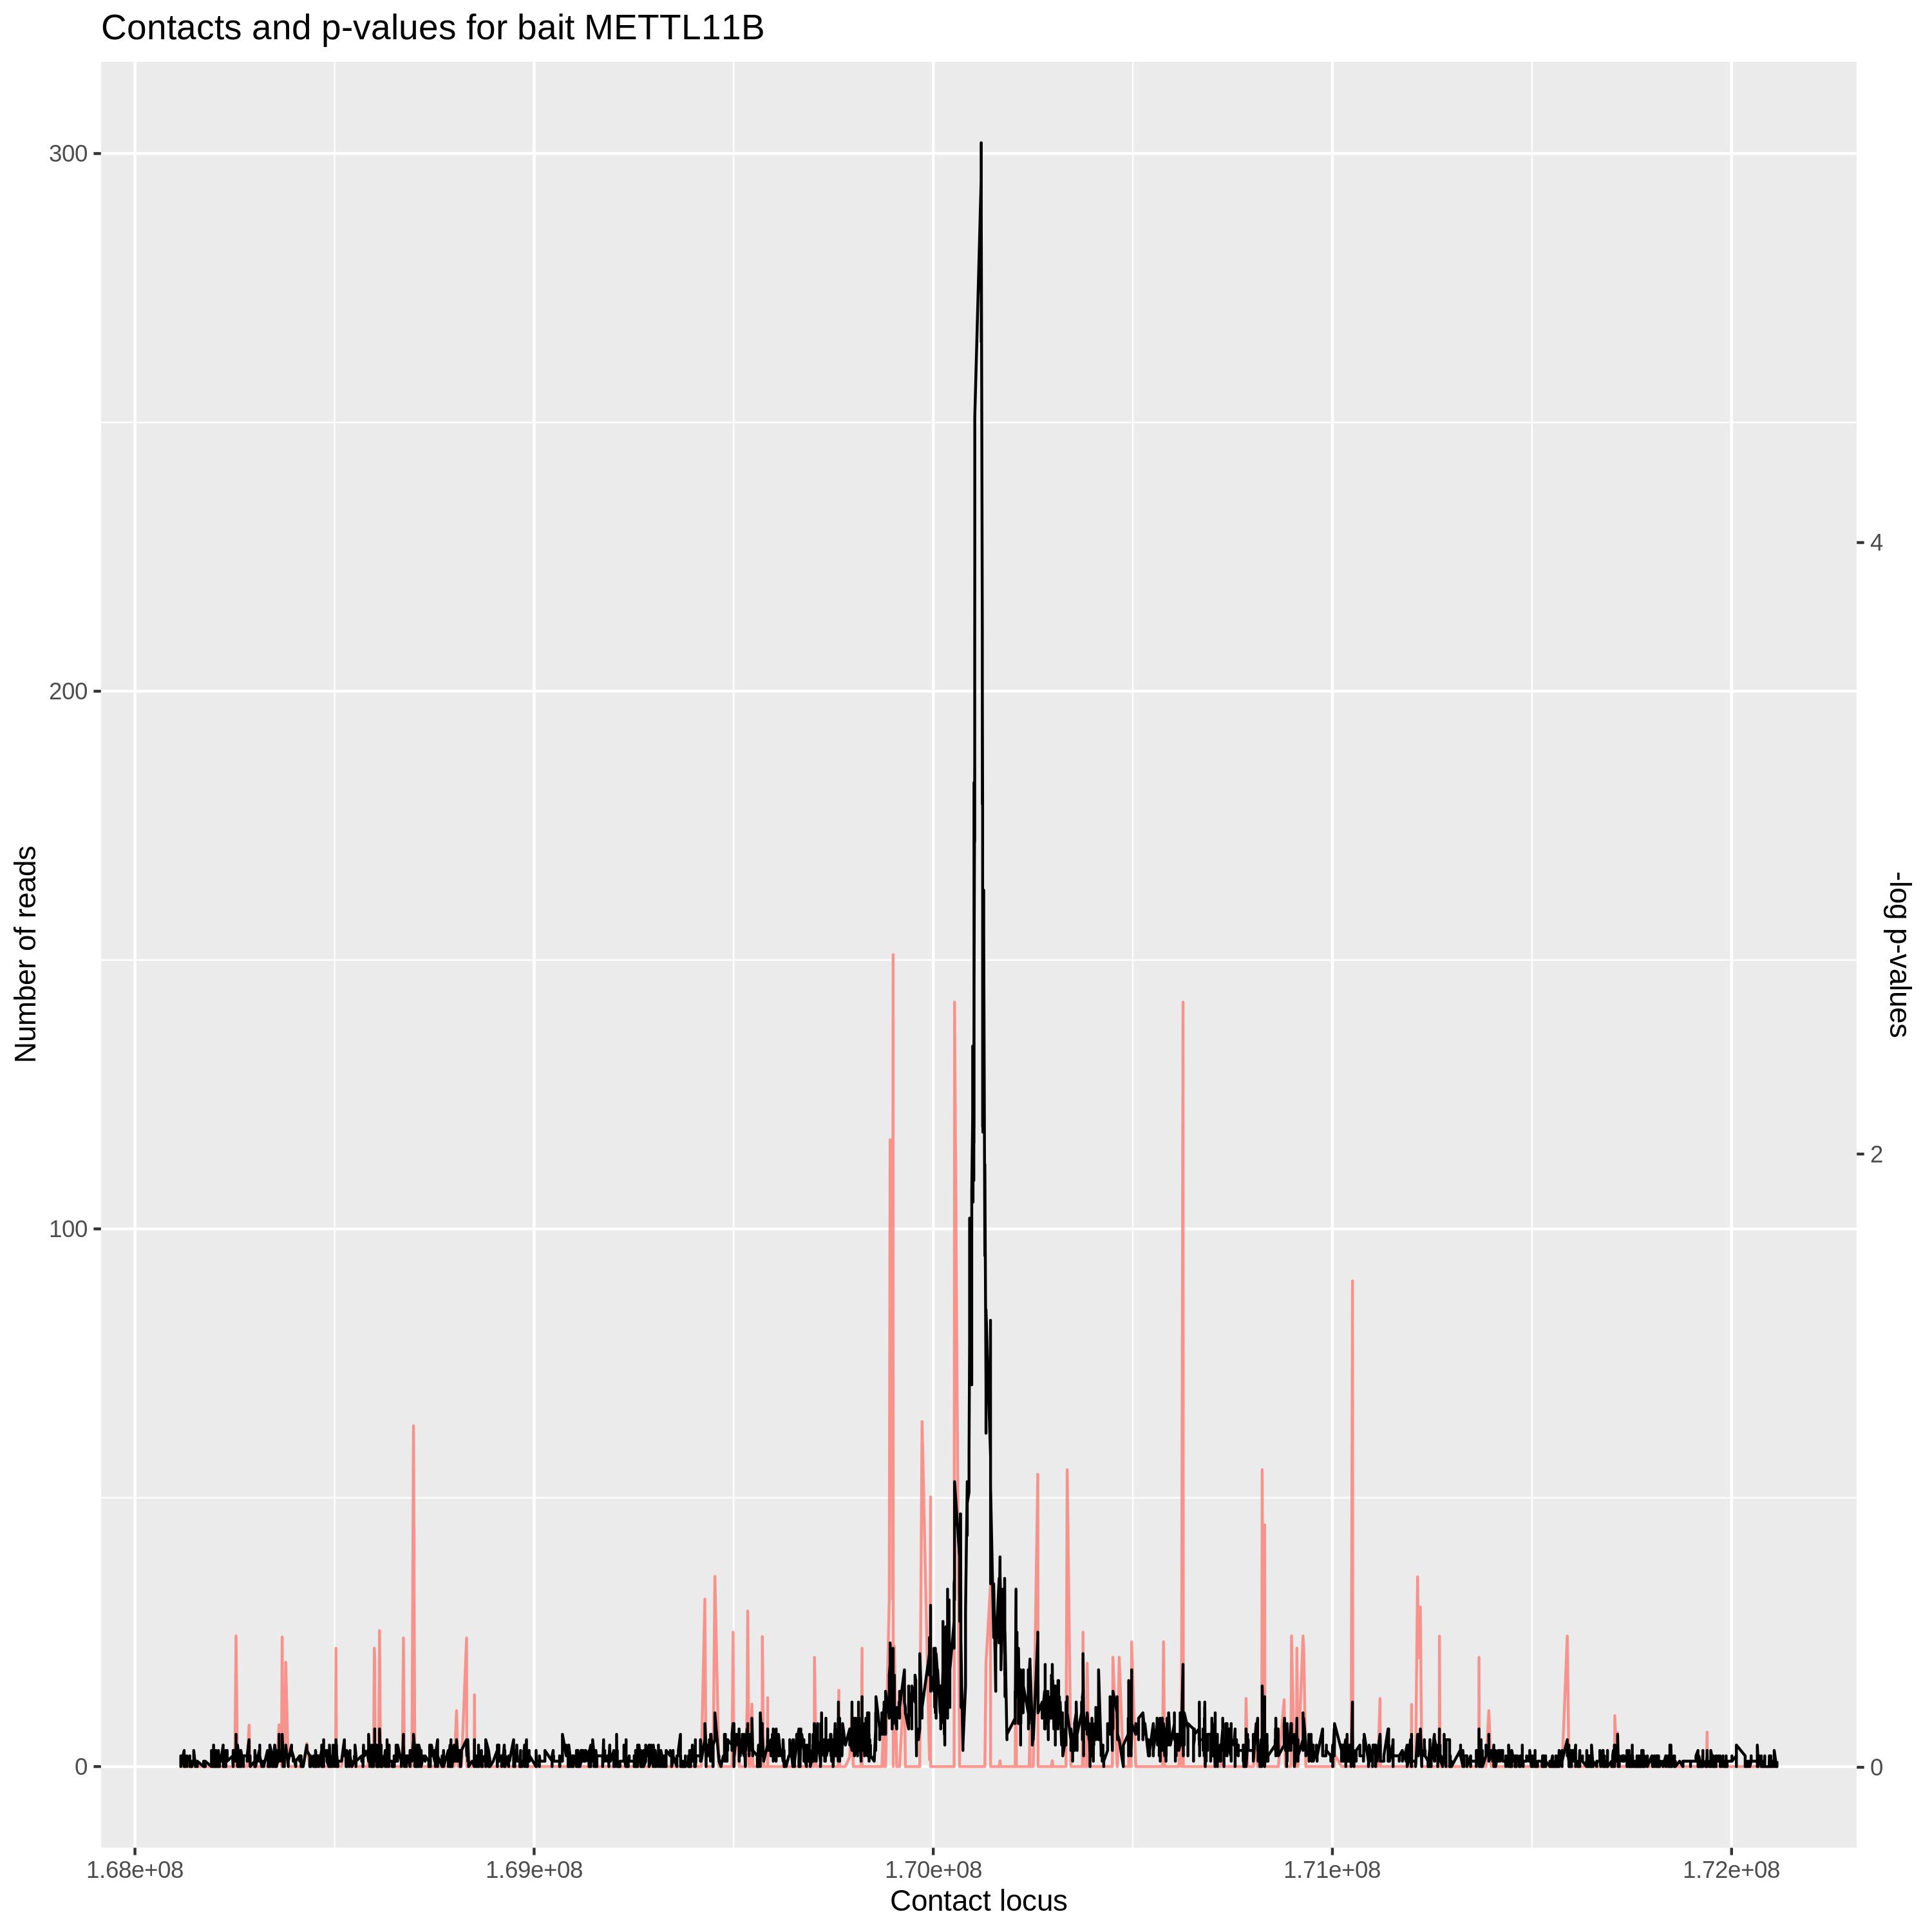 Contacts and p-values for bait METTL11B
300
200
100
0
Number of reads
4
2
0
-log p-values
1.68e+08
1.69e+08
1.70e+08
1.71e+08
1.72e+08
Contact locus